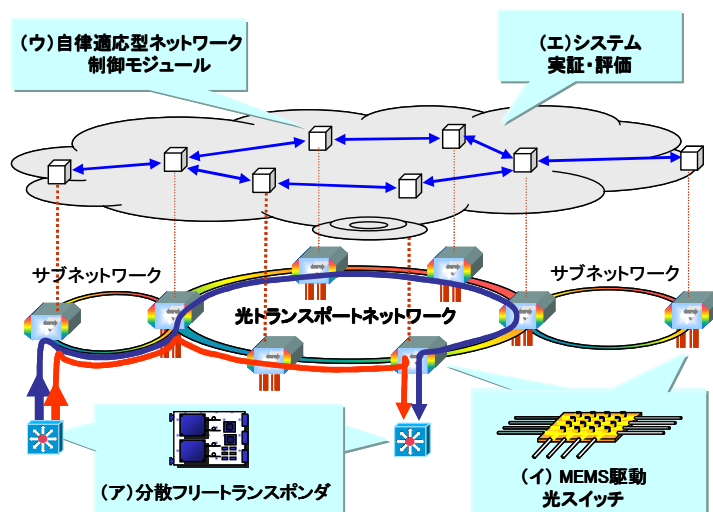 (ウ)自律適応型ネットワーク
制御モジュール
(エ)システム
実証・評価
サブネットワーク
サブネットワーク
光トランスポートネットワーク
(ア)分散フリートランスポンダ
(イ) MEMS駆動
光スイッチ